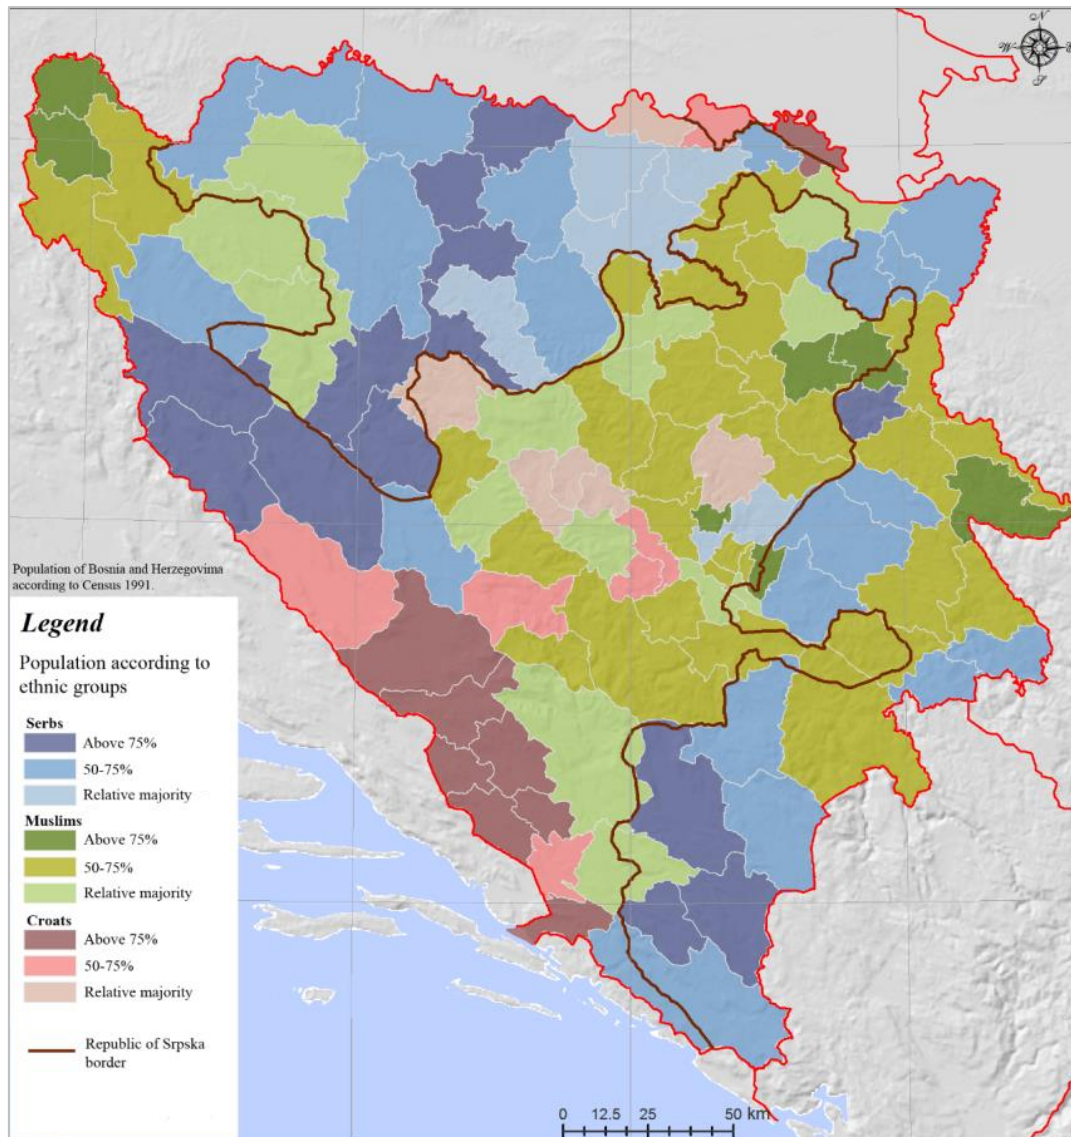 N
W
S
Population of Bosnia and Herzegovima
according to Census 1991.
Legend
Population according to
ethnic groups
Serbs
Above 75%
50-75%
Relative majority
Muslims
Above 75%
50-75%
Relative majority
Croats
Above 75%
50-75%
Relative majority
Republic of Srpska
border
0 12.5 25 50 km